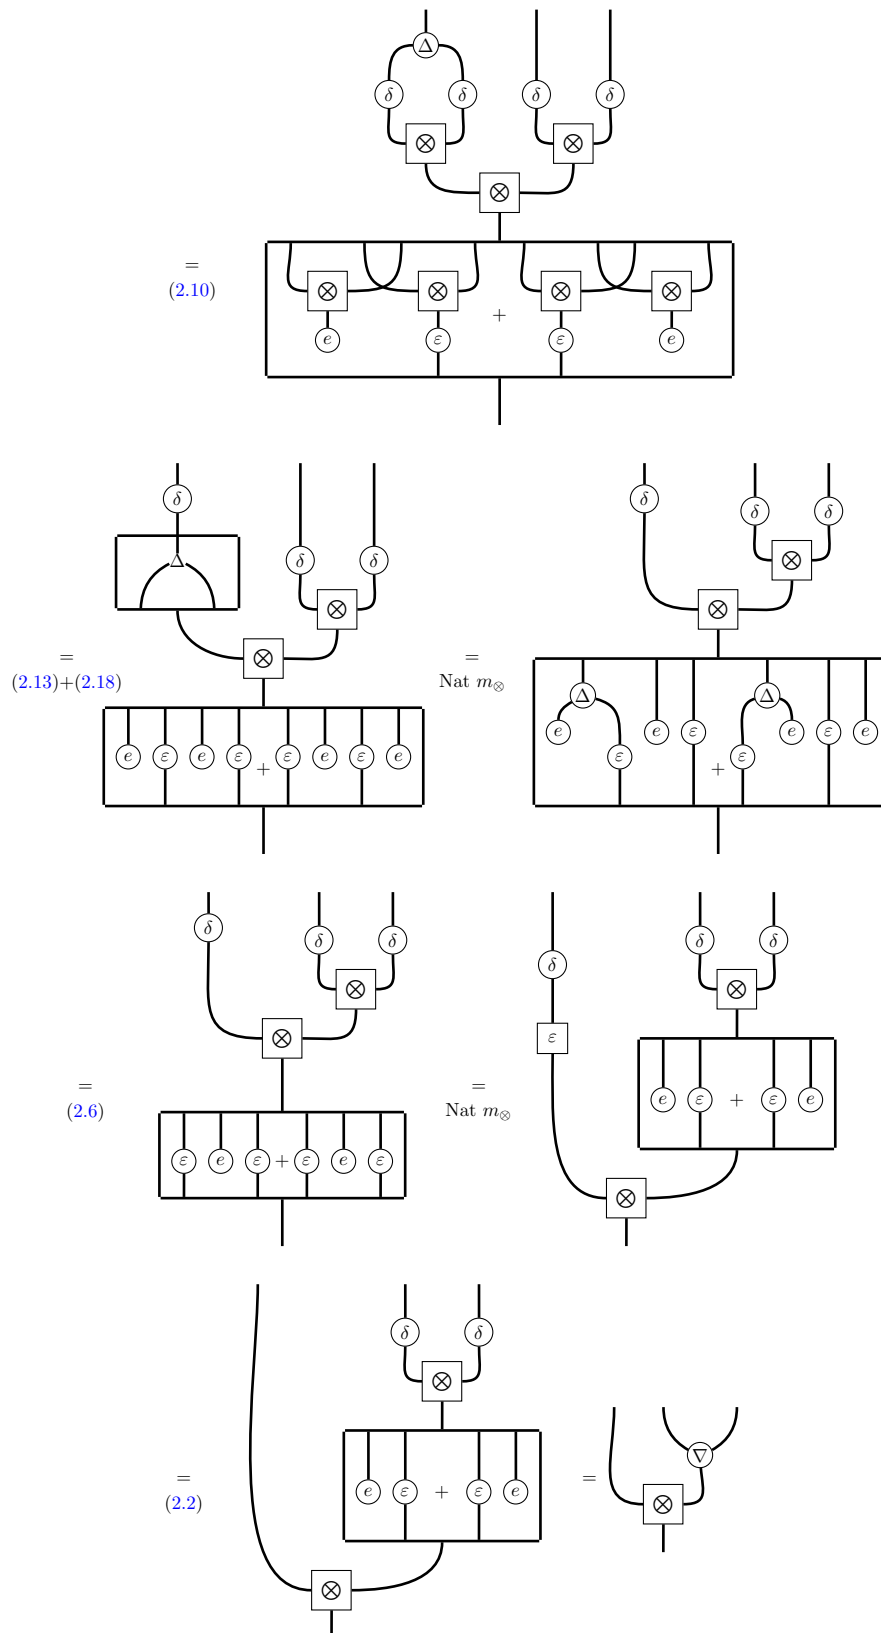 Δ
δ δ δ δ
⊗ ⊗
⊗
=
(2.10)
⊗ ⊗ ⊗ ⊗
+
e ε ε e
δ
Δ
δ δ
⊗
⊗
=
(2.13)+(2.18)
e ε e ε + ε e ε e
=
Nat m⊗
δ δ δ
⊗
⊗
Δ Δ
e e ε e ε e
ε + ε
=
(2.6)
δ δ δ
⊗
⊗
ε e ε + ε e ε
=
Nat m⊗
δ δ δ
⊗
ε
e ε + ε e
⊗
=
(2.2)
δ δ
⊗
e ε + ε e
⊗
=
∇
⊗